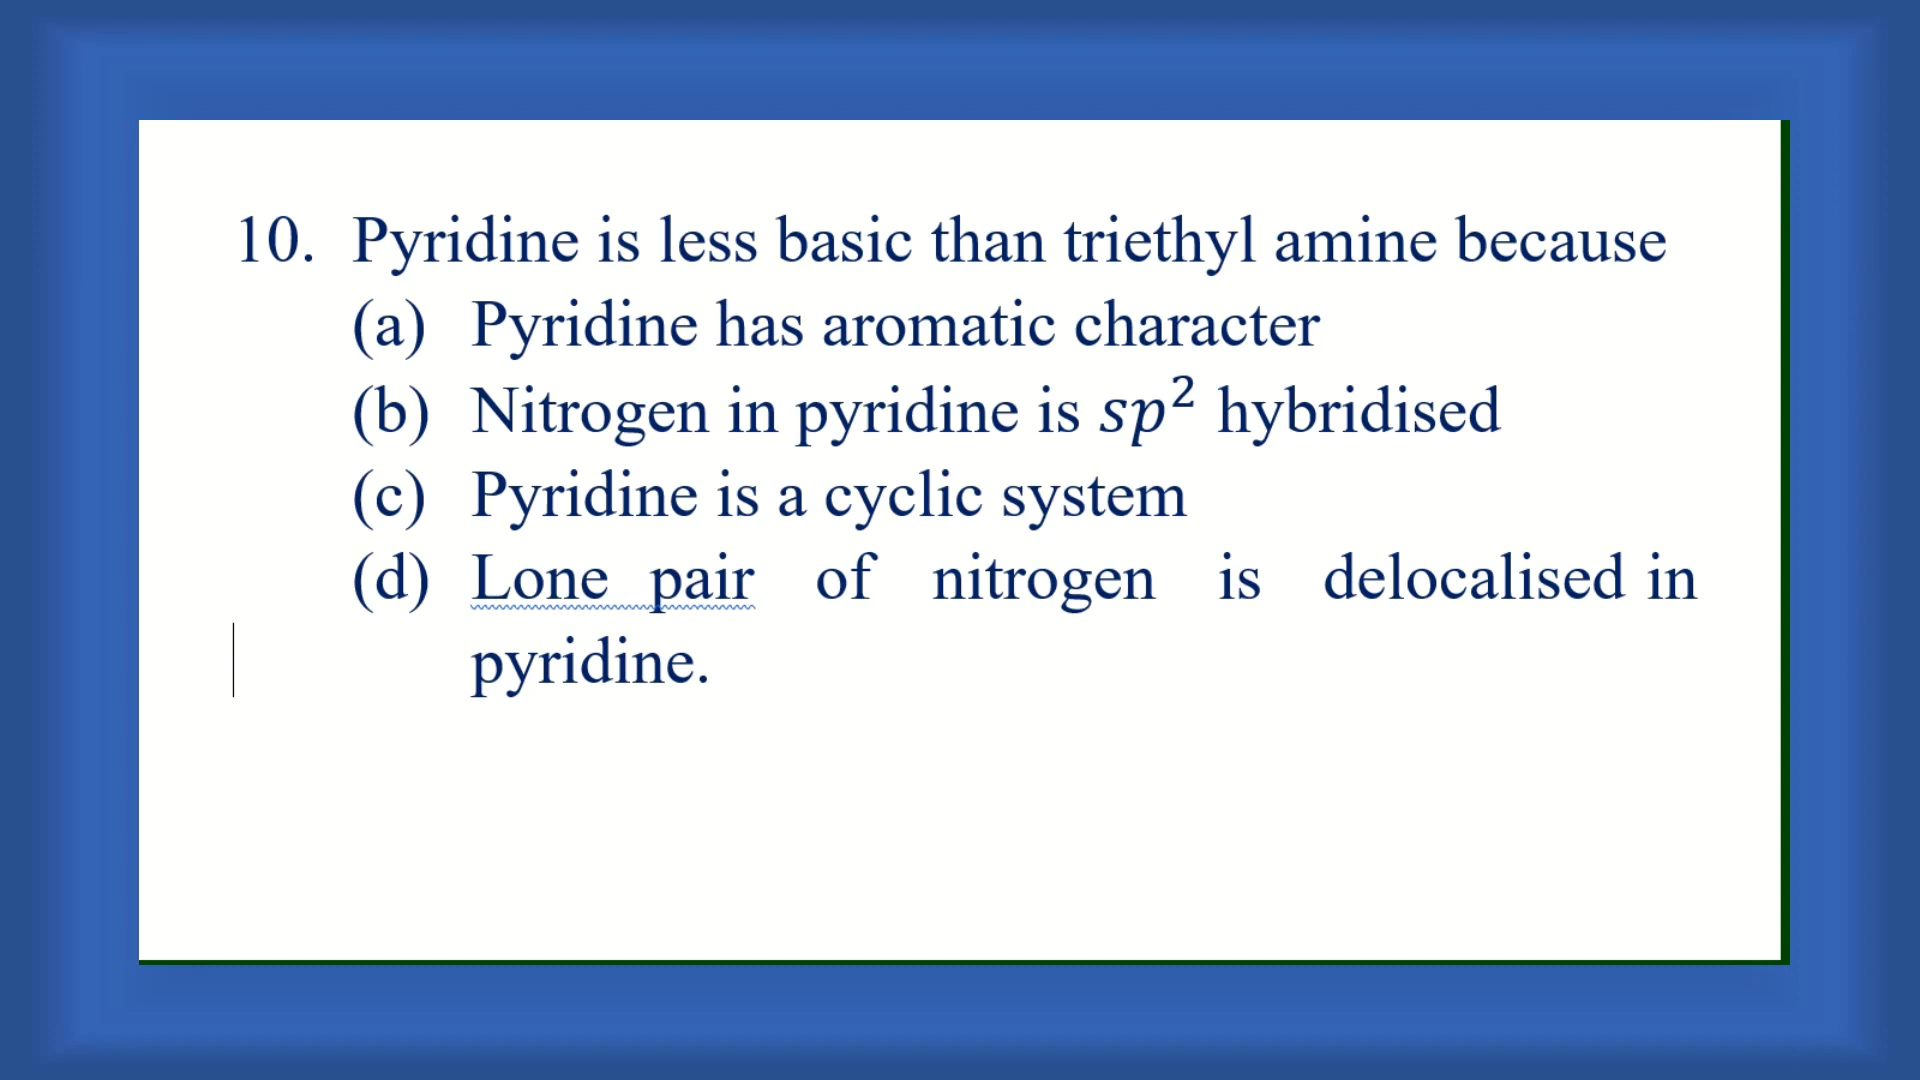 10. Pyridine is less basic than triethyl amine because
(a) Pyridine has aromatic character
(b) Nitrogen in pyridine is sp² hybridised
(c) Pyridine is a cyclic system
(d) Lone pair of nitrogen is delocalised in
pyridine.